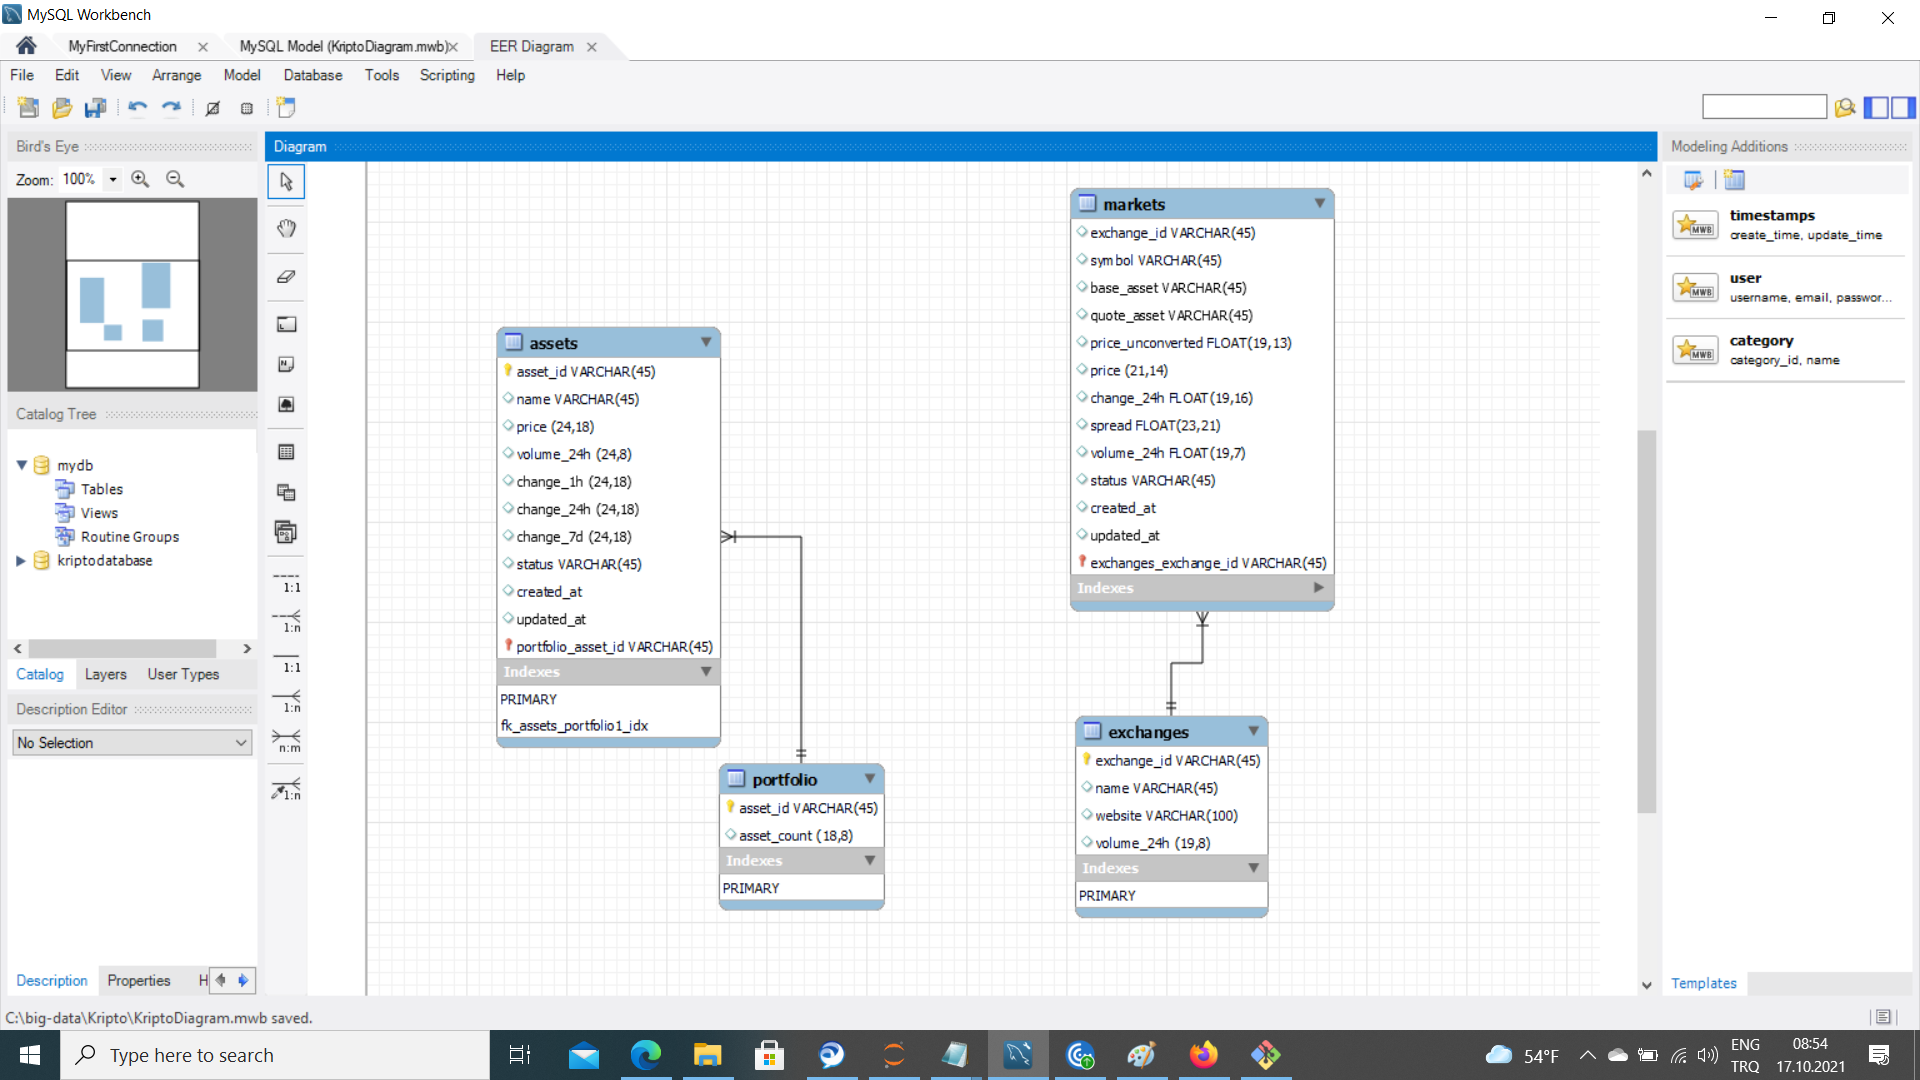 MySQL Workbench
MyFirstConnection
MySQL Model (KriptoDiagram.mwb)
EER Diagram
File Edit View Arrange Model Database Tools Scripting Help
Bird's Eye
Zoom: 100%
Catalog Tree
mydb
Tables
Views
Routine Groups
kriptodatabase
Catalog Layers User Types
Description Editor
No Selection
Description Properties H
1:1
1:n
1:1
1:n
n:m
1:n
Diagram
assets
asset_id VARCHAR(45)
name VARCHAR(45)
price (24,18)
volume_24h (24,8)
change_1h (24,18)
change_24h (24,18)
change_7d (24,18)
status VARCHAR(45)
created_at
updated_at
portfolio_asset_id VARCHAR(45)
Indexes
PRIMARY
fk_assets_portfolio1_idx
portfolio
asset_id VARCHAR(45)
asset_count (18,8)
Indexes
PRIMARY
markets
exchange_id VARCHAR(45)
symbol VARCHAR(45)
base_asset VARCHAR(45)
quote_asset VARCHAR(45)
price_unconverted FLOAT(19,13)
price (21,14)
change_24h FLOAT(19,16)
spread FLOAT(23,21)
volume_24h FLOAT(19,7)
status VARCHAR(45)
created_at
updated_at
exchanges_exchange_id VARCHAR(45)
Indexes
exchanges
exchange_id VARCHAR(45)
name VARCHAR(45)
website VARCHAR(100)
volume_24h (19,8)
Indexes
PRIMARY
Modeling Additions
MWB
timestamps
create_time, update_time
MWB
user
username, email, passwor...
MWB
category
category_id, name
Templates
C:\big-data\Kripto\KriptoDiagram.mwb saved.
Type here to search
54°F
ENG
TRQ
08:54
17.10.2021